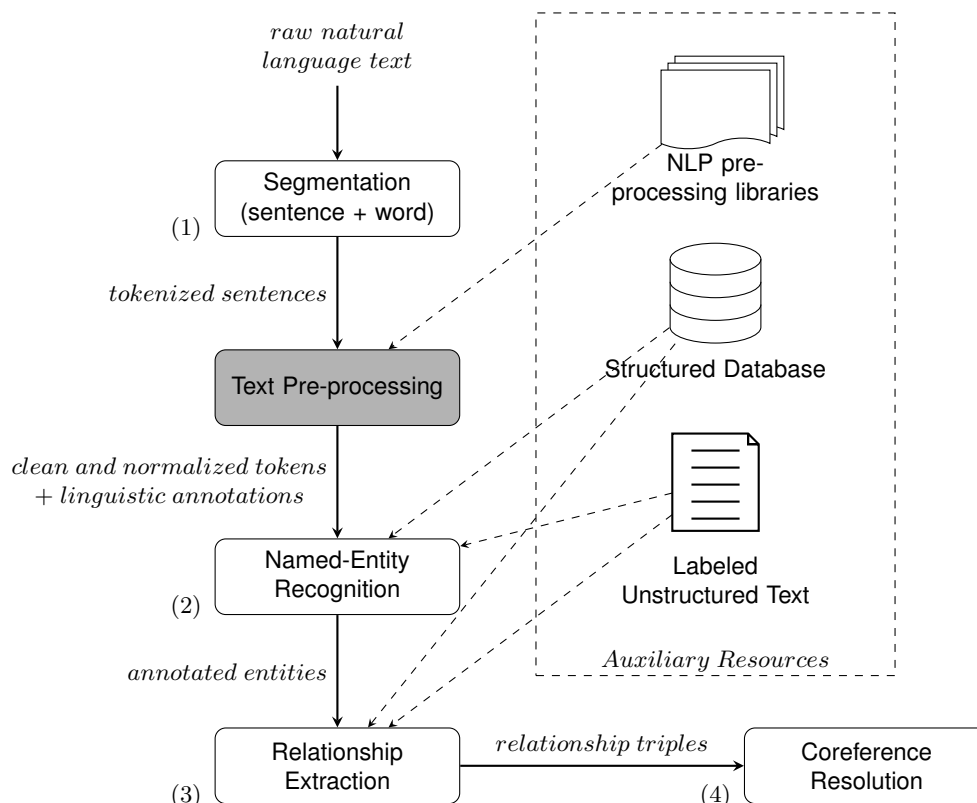 raw natural
language text
Segmentation
(sentence + word)
(1)
tokenized sentences
Text Pre-processing
clean and normalized tokens
+ linguistic annotations
Named-Entity
Recognition
(2)
annotated entities
Relationship
Extraction
(3)
relationship triples
(4)
Coreference
Resolution
NLP pre-
processing libraries
Structured Database
Labeled
Unstructured Text
Auxiliary Resources